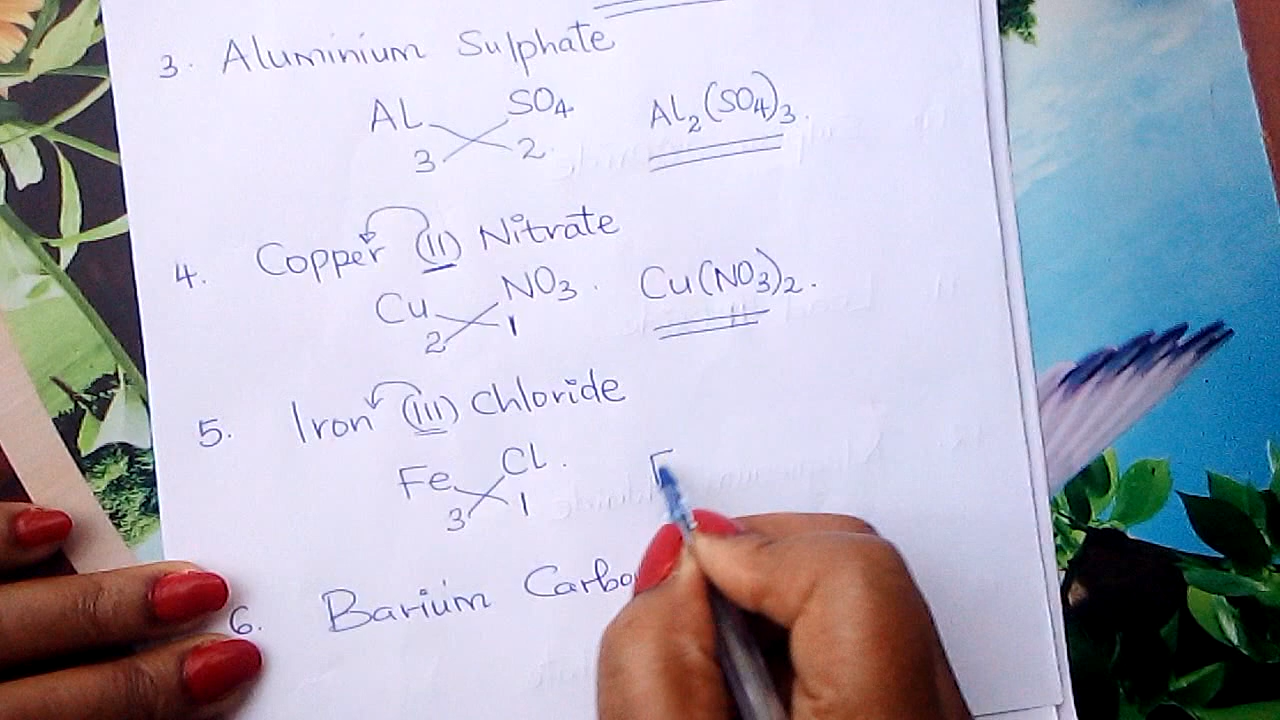 3. Aluminium Sulphate
AL SO4 Al2(SO4)3.
3 2.
4. Copper (II) Nitrate
Cu NO3. Cu(NO3)2.
2 1
5. Iron (III) Chloride
Fe Cl. F
3 1
6. Barium Carbo